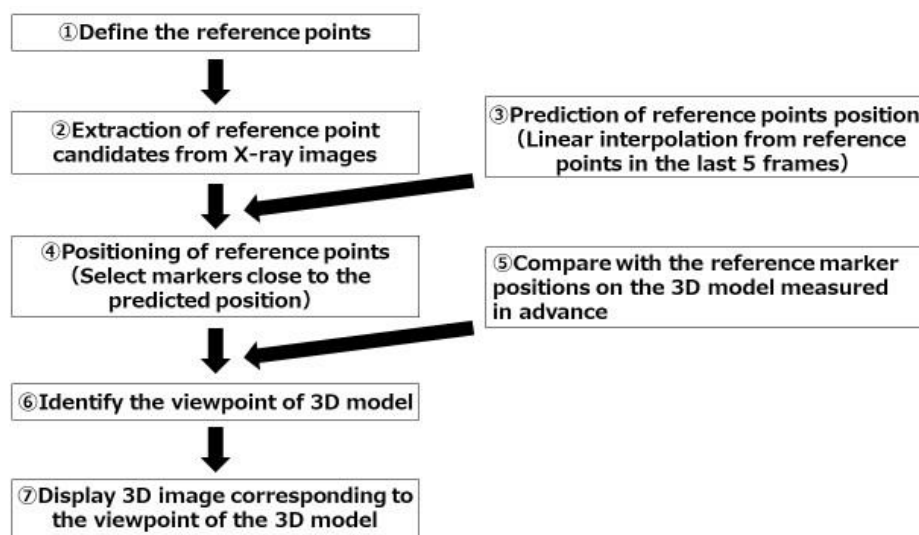 ①Define the reference points
②Extraction of reference point
candidates from X-ray images
③Prediction of reference points position
(Linear interpolation from reference
points in the last 5 frames)
④Positioning of reference points
(Select markers close to the
predicted position)
⑤Compare with the reference marker
positions on the 3D model measured
in advance
⑥Identify the viewpoint of 3D model
⑦Display 3D image corresponding to
the viewpoint of the 3D model